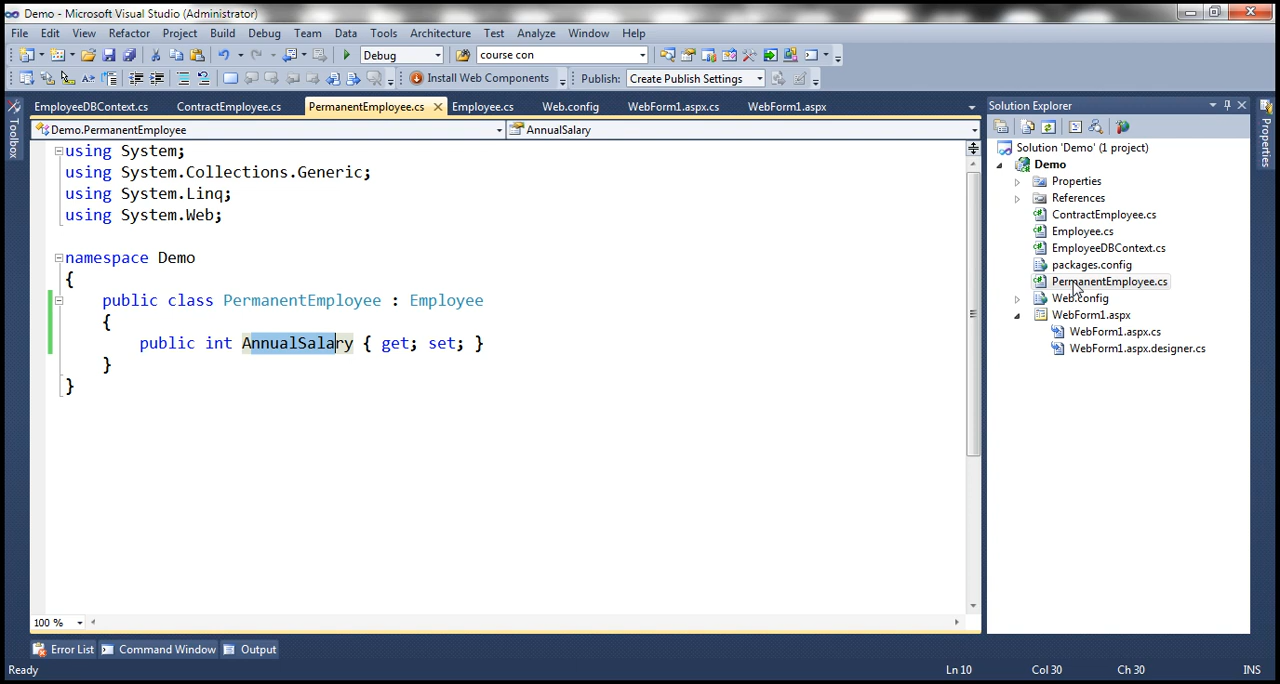 Demo - Microsoft Visual Studio (Administrator)
File Edit View Refactor Project Build Debug Team Data Tools Architecture Test Analyze Window Help
Debug course con
Install Web Components Publish: Create Publish Settings
EmployeeDBContext.cs ContractEmployee.cs PermanentEmployee.cs Employee.cs Web.config WebForm1.aspx.cs WebForm1.aspx
Demo.PermanentEmployee AnnualSalary
using System;
using System.Collections.Generic;
using System.Linq;
using System.Web;
namespace Demo
{
public class PermanentEmployee : Employee
{
public int AnnualSalary { get; set; }
}
}
100 %
Toolbox
Solution Explorer
Solution 'Demo' (1 project)
Demo
Properties
References
ContractEmployee.cs
Employee.cs
EmployeeDBContext.cs
packages.config
PermanentEmployee.cs
Web.config
WebForm1.aspx
WebForm1.aspx.cs
WebForm1.aspx.designer.cs
Properties
Error List Command Window Output
Ready Ln 10 Col 30 Ch 30 INS